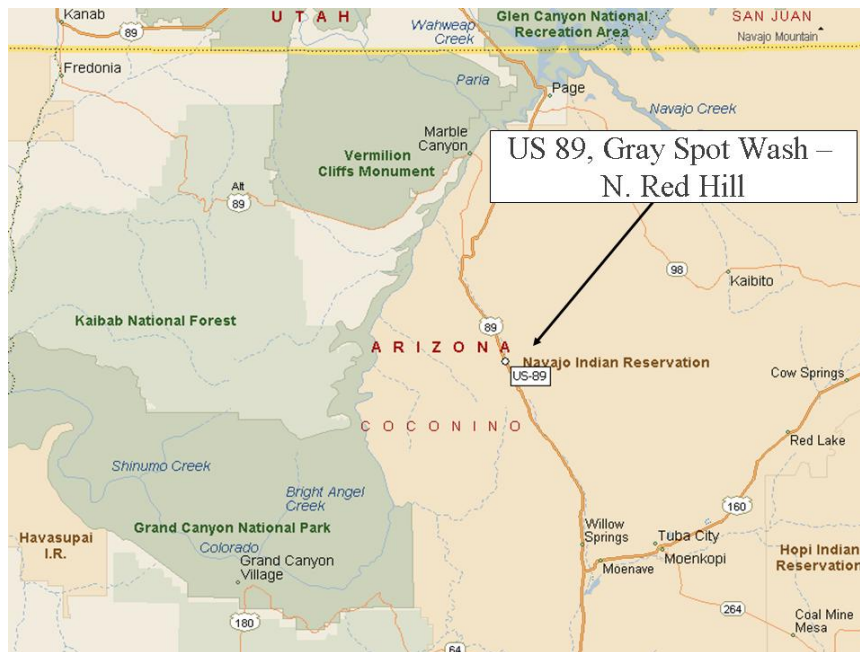 Kanab
UTAH
89
Wahweap
Creek
Glen Canyon National
Recreation Area
SAN JUAN
Navajo Mountain
Fredonia
Paria
Page
Navajo Creek
Marble
Canyon
Vermilion
Cliffs Monument
US 89, Gray Spot Wash –
N. Red Hill
Alt
89
98
Kaibito
Kaibab National Forest
89
ARIZONA
Navajo Indian Reservation
US-89
Cow Springs
COCONINO
Red Lake
Shinumo Creek
Bright Angel
Creek
160
Grand Canyon National Park
Havasupai
I.R.
Colorado
Grand Canyon
Village
Willow
Springs
Tuba City
Moenkopi
Moenave
Hopi Indian
Reservation
180
264
Coal Mine
Mesa
64